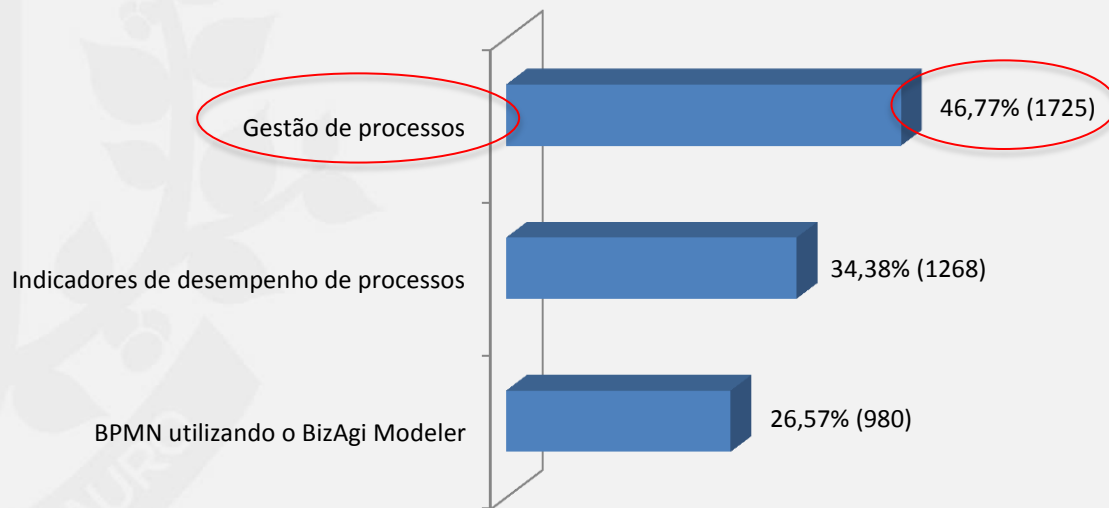 Gestão de processos
46,77% (1725)
Indicadores de desempenho de processos
34,38% (1268)
BPMN utilizando o BizAgi Modeler
26,57% (980)